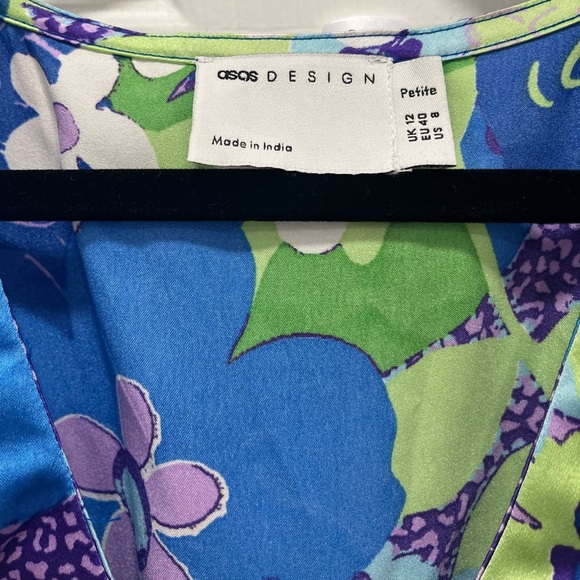 asos DESIGN
Made in India
Petite
UK 12
EU 40
US 8